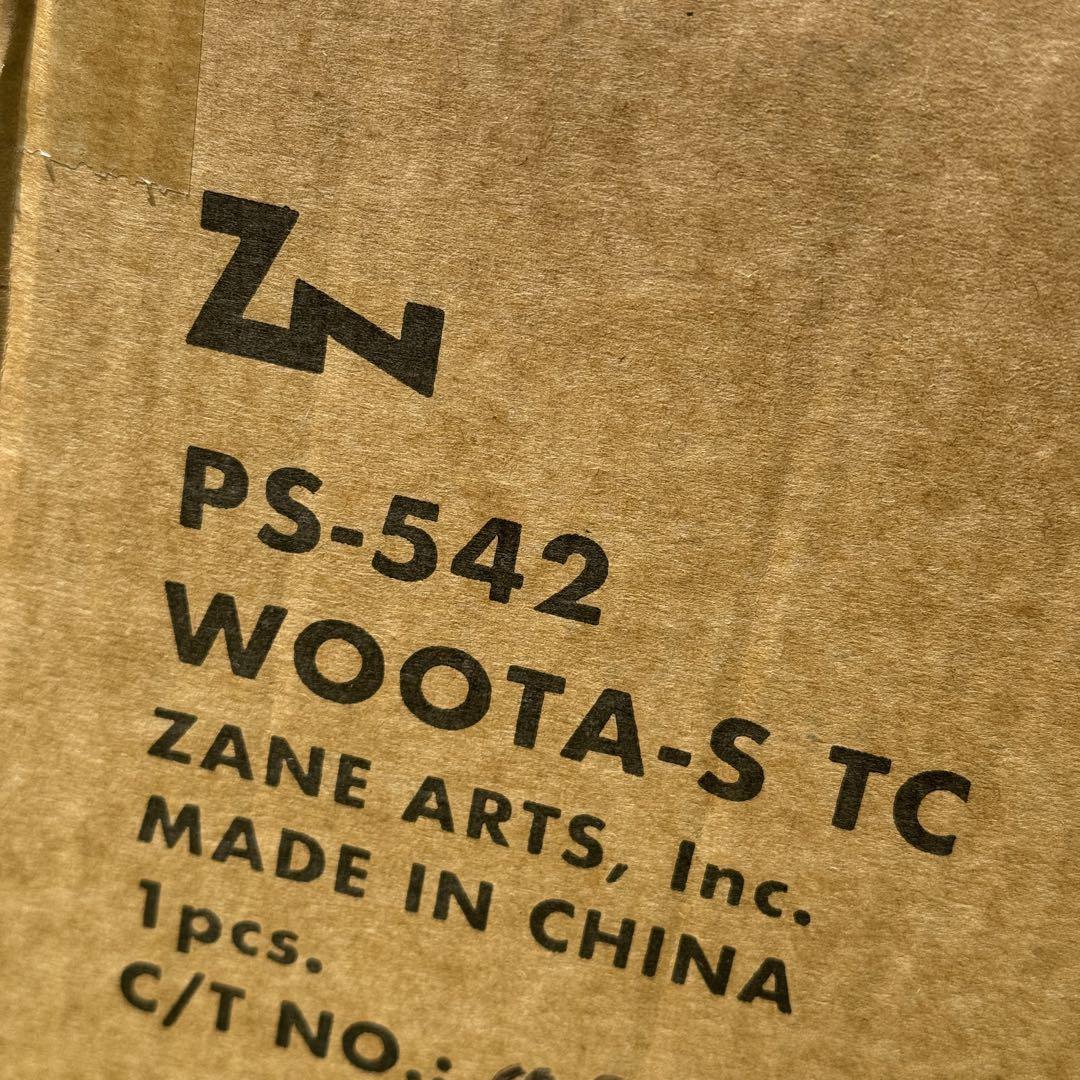 ZN
PS-542
WOOTA-S TC
ZANE ARTS, Inc.
MADE IN CHINA
1pcs.
C/T NO.: